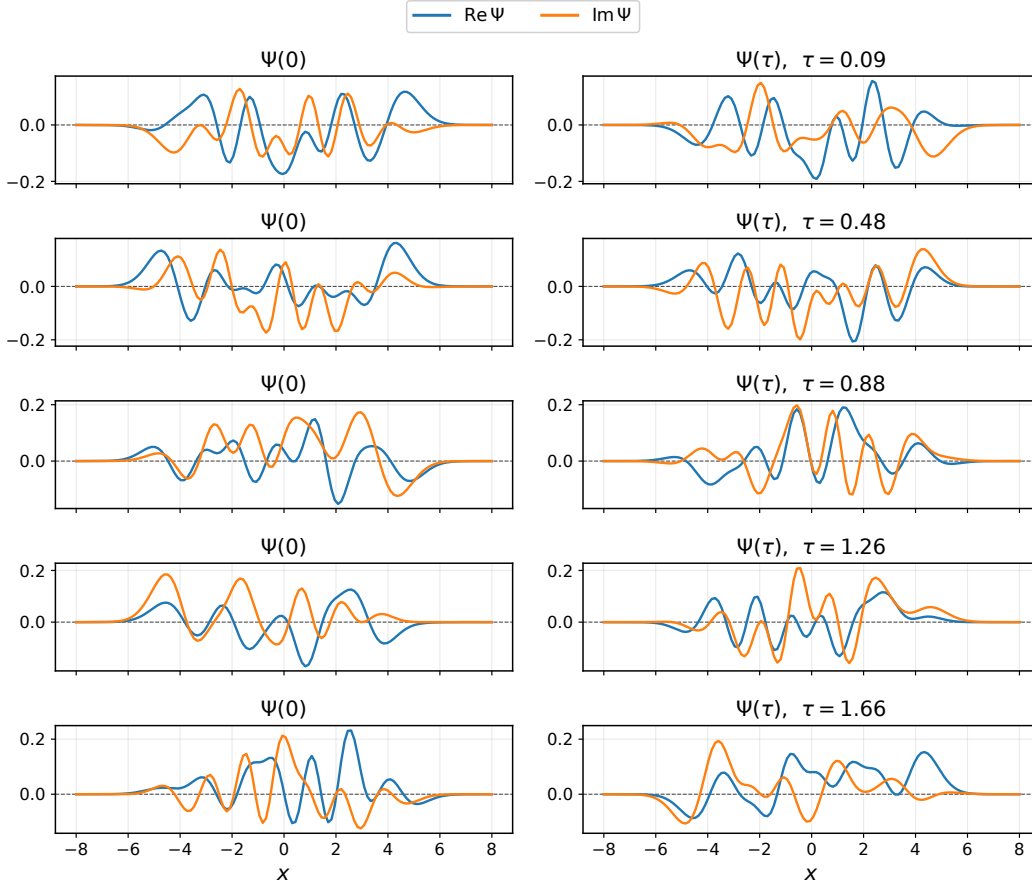 Re Ψ Im Ψ
Ψ(0) Ψ(τ), τ = 0.09
0.0
−0.2
Ψ(0) Ψ(τ), τ = 0.48
0.0
−0.2
Ψ(0) Ψ(τ), τ = 0.88
0.2
0.0
Ψ(0) Ψ(τ), τ = 1.26
0.2
0.0
Ψ(0) Ψ(τ), τ = 1.66
0.2
0.0
−8 −6 −4 −2 0 2 4 6 8 −8 −6 −4 −2 0 2 4 6 8
x x